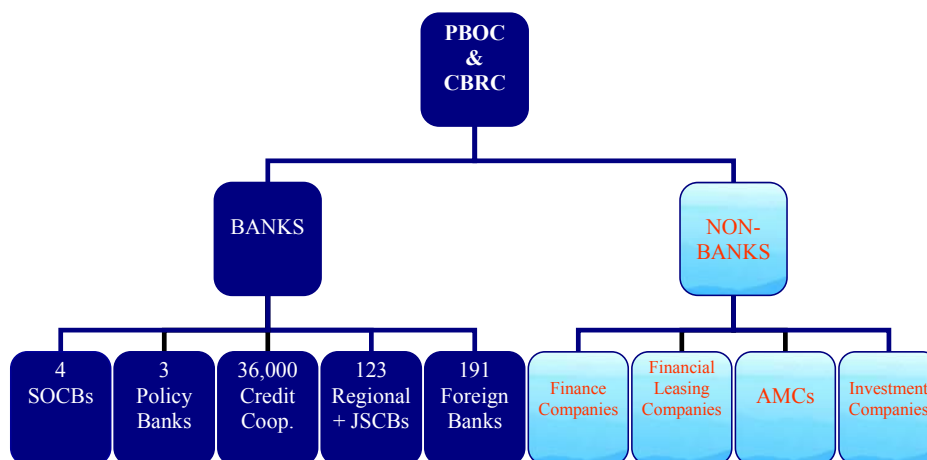 PBOC
&
CBRC
BANKS
NON-
BANKS
4
SOCBs
3
Policy
Banks
36,000
Credit
Coop.
123
Regional
+ JSCBs
191
Foreign
Banks
Finance
Companies
Financial
Leasing
Companies
AMCs
Investment
Companies